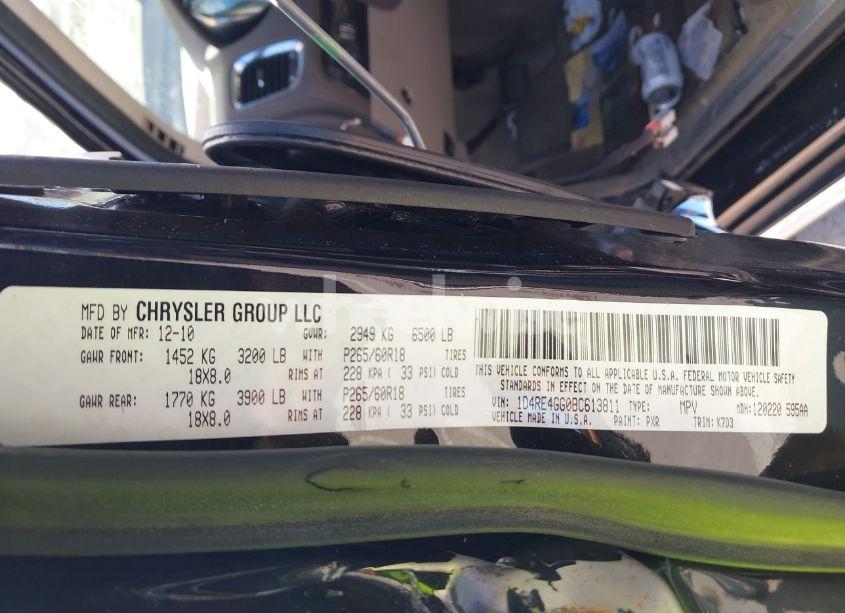 MFD BY CHRYSLER GROUP LLC
DATE OF MFR: 12-10 GVWR: 2949 KG 6500 LB
GAWR FRONT: 1452 KG 3200 LB WITH P265/60R18 TIRES
18X8.0 RIMS AT 228 KPA ( 33 PSI) COLD
GAWR REAR: 1770 KG 3900 LB WITH P265/60R18 TIRES
18X8.0 RIMS AT 228 KPA ( 33 PSI) COLD
THIS VEHICLE CONFORMS TO ALL APPLICABLE U.S.A. FEDERAL MOTOR VEHICLE SAFETY
STANDARDS IN EFFECT ON THE DATE OF MANUFACTURE SHOWN ABOVE.
VIN: 1D4RE4GG0BC613811 TYPE: MPV MDH: 120220 595AA
VEHICLE MADE IN U.S.A. PAINT: PXR TRIM: K7D3